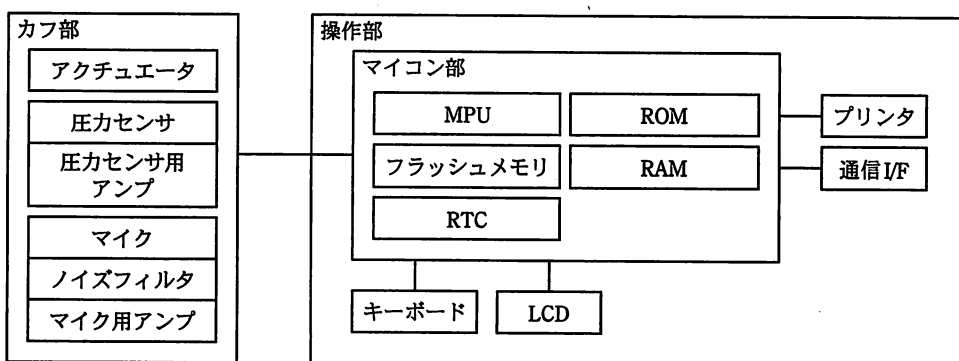 カフ部
アクチュエータ
圧力センサ
圧力センサ用
アンプ
マイク
ノイズフィルタ
マイク用アンプ
操作部
マイコン部
MPU
ROM
フラッシュメモリ
RAM
RTC
プリンタ
通信I/F
キーボード
LCD